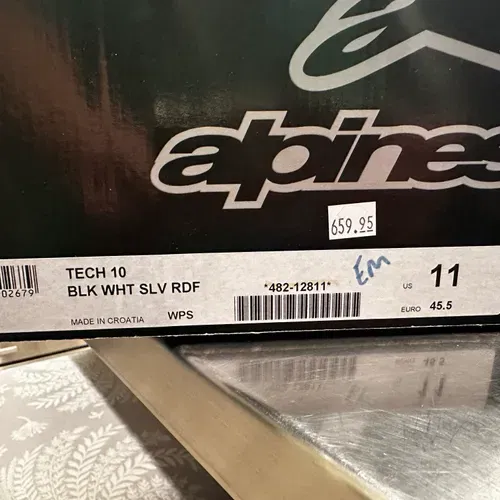 alpines
659.95
02679
TECH 10
BLK WHT SLV RDF
MADE IN CROATIA WPS
*482-12811*
EM
US 11
EURO 45.5